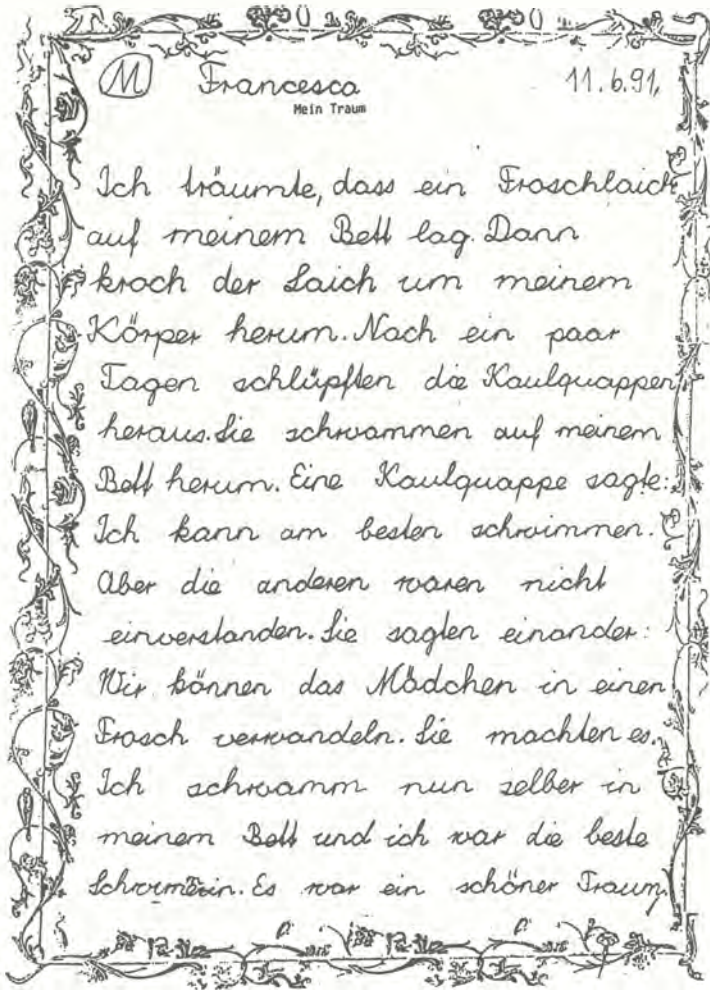 M Francesca 11.6.91.
Mein Traum
Ich träumte, dass ein Froschlaich
auf meinem Bett lag. Dann
kroch der Laich um meinem
Körper herum. Nach ein paar
Tagen schlüpften die Kaulquappen
heraus. Sie schwammen auf meinem
Bett herum. Eine Kaulquappe sagte:
Ich kann am besten schwimmen.
Aber die anderen waren nicht
einverstanden. Sie sagten einander:
Wir können das Mädchen in einen
Frosch verwandeln. Sie machten es.
Ich schwamm nun selber in
meinem Bett und ich war die beste
Es war ein schöner Traum.